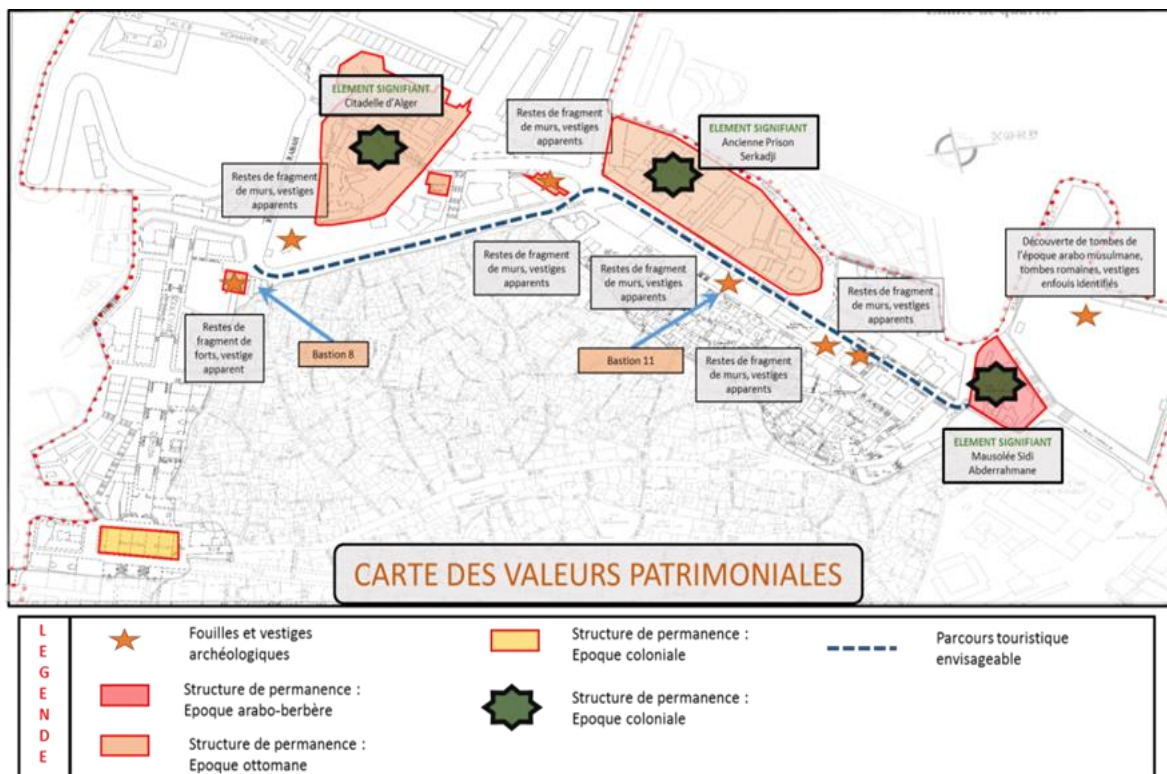 ELEMENT SIGNIFIANT
Citadelle d'Alger
Restes de fragment
de murs, vestiges
apparents
ELEMENT SIGNIFIANT
Ancienne Prison
Serkadji
Restes de fragment
de murs, vestiges
apparents
Découverte de tombes de
l'époque arabo musulmane,
tombes romaines, vestiges
enfouis identifiés
Restes de fragment
de murs, vestiges
apparents
Restes de fragment
de murs, vestiges
apparents
Restes de fragment
de murs, vestiges
apparents
Restes de
fragment de
forts, vestige
apparent
Bastion 8
Bastion 11
Restes de fragment
de murs, vestiges
apparents
ELEMENT SIGNIFIANT
Mausolée Sidi
Abderrahmane
CARTE DES VALEURS PATRIMONIALES
LEGENDE
Fouilles et vestiges
archéologiques
Structure de permanence :
Epoque arabo-berbère
Structure de permanence :
Epoque ottomane
Structure de permanence :
Epoque coloniale
Structure de permanence :
Epoque coloniale
Parcours touristique
envisageable